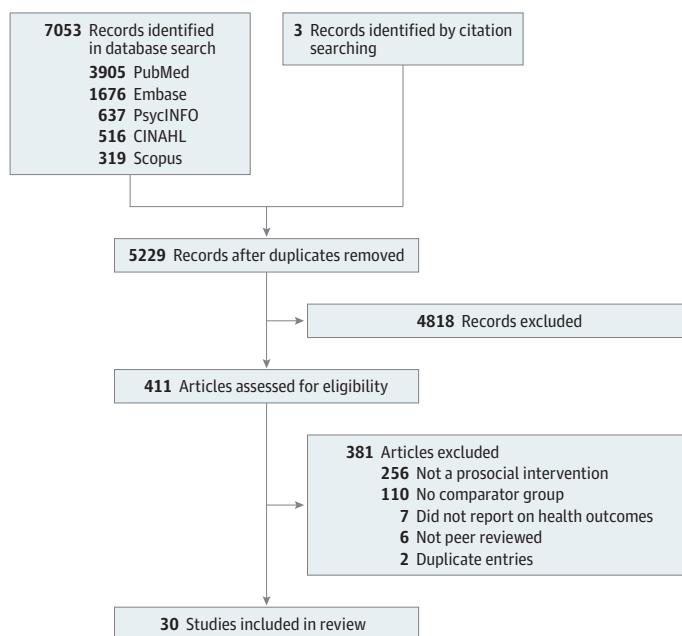 7053 Records identified
in database search
3905 PubMed
1676 Embase
637 PsycINFO
516 CINAHL
319 Scopus
3 Records identified by citation
searching
5229 Records after duplicates removed
4818 Records excluded
411 Articles assessed for eligibility
381 Articles excluded
256 Not a prosocial intervention
110 No comparator group
7 Did not report on health outcomes
6 Not peer reviewed
2 Duplicate entries
30 Studies included in review